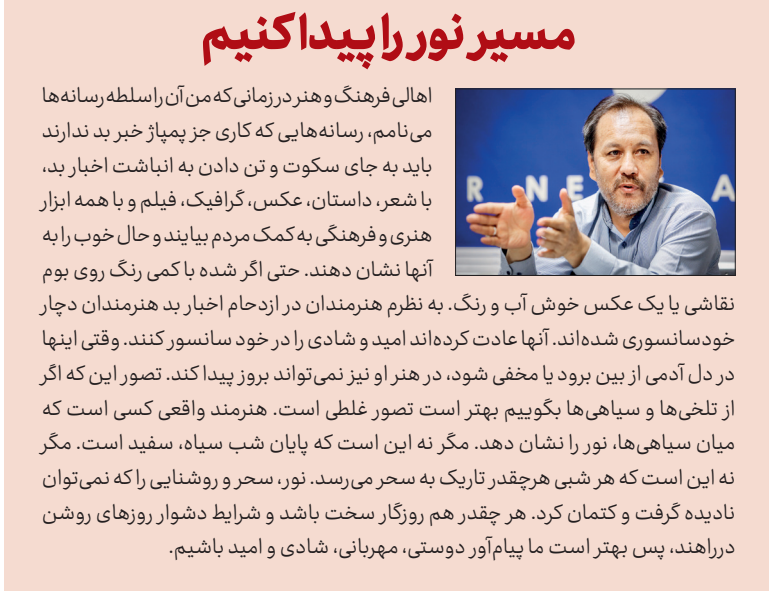 مسیر نور را پیدا کنیم
اهالی فرهنگ و هنر در زمانی که من آن را سلطه رسانه‌ها
می‌نامم، رسانه‌هایی که کاری جز پمپاژ خبر بد ندارند
باید به جای سکوت و تن دادن به انباشت اخبار بد،
با شعر، داستان، عکس، گرافیک، فیلم و با همه ابزار
هنری و فرهنگی به کمک مردم بیایند و حال خوب را به
آنها نشان دهند. حتی اگر شده با کمی رنگ روی بوم
R N E A
نقاشی یا یک عکس خوش آب و رنگ. به نظرم هنرمندان در ازدحام اخبار بد هنرمندان دچار
خودسانسوری شده‌اند. آنها عادت کرده‌اند امید و شادی را در خود سانسور کنند. وقتی اینها
در دل آدمی از بین برود یا مخفی شود، در هنر او نیز نمی‌تواند بروز پیدا کند. تصور این که اگر
از تلخی‌ها و سیاهی‌ها بگوییم بهتر است تصور غلطی است. هنرمند واقعی کسی است که
میان سیاهی‌ها، نور را نشان دهد. مگر نه این است که پایان شب سیاه، سفید است. مگر
نه این است که هر شبی هرچقدر تاریک به سحر می‌رسد. نور، سحر و روشنایی را که نمی‌توان
نادیده گرفت و کتمان کرد. هر چقدر هم روزگار سخت باشد و شرایط دشوار روزهای روشن
درراهند، پس بهتر است ما پیام‌آور دوستی، مهربانی، شادی و امید باشیم.